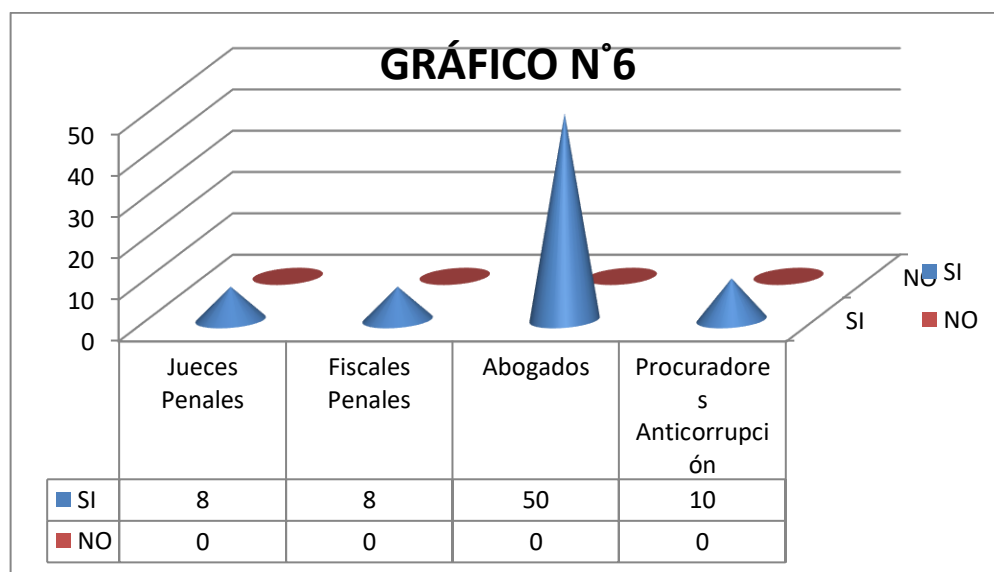 GRÁFICO N°6
50
40
30
20
10
0
NO
SI
SI
NO
Jueces
Penales
Fiscales
Penales
Abogados
Procuradore
s
Anticorrupci
ón
SI 8 8 50 10
NO 0 0 0 0